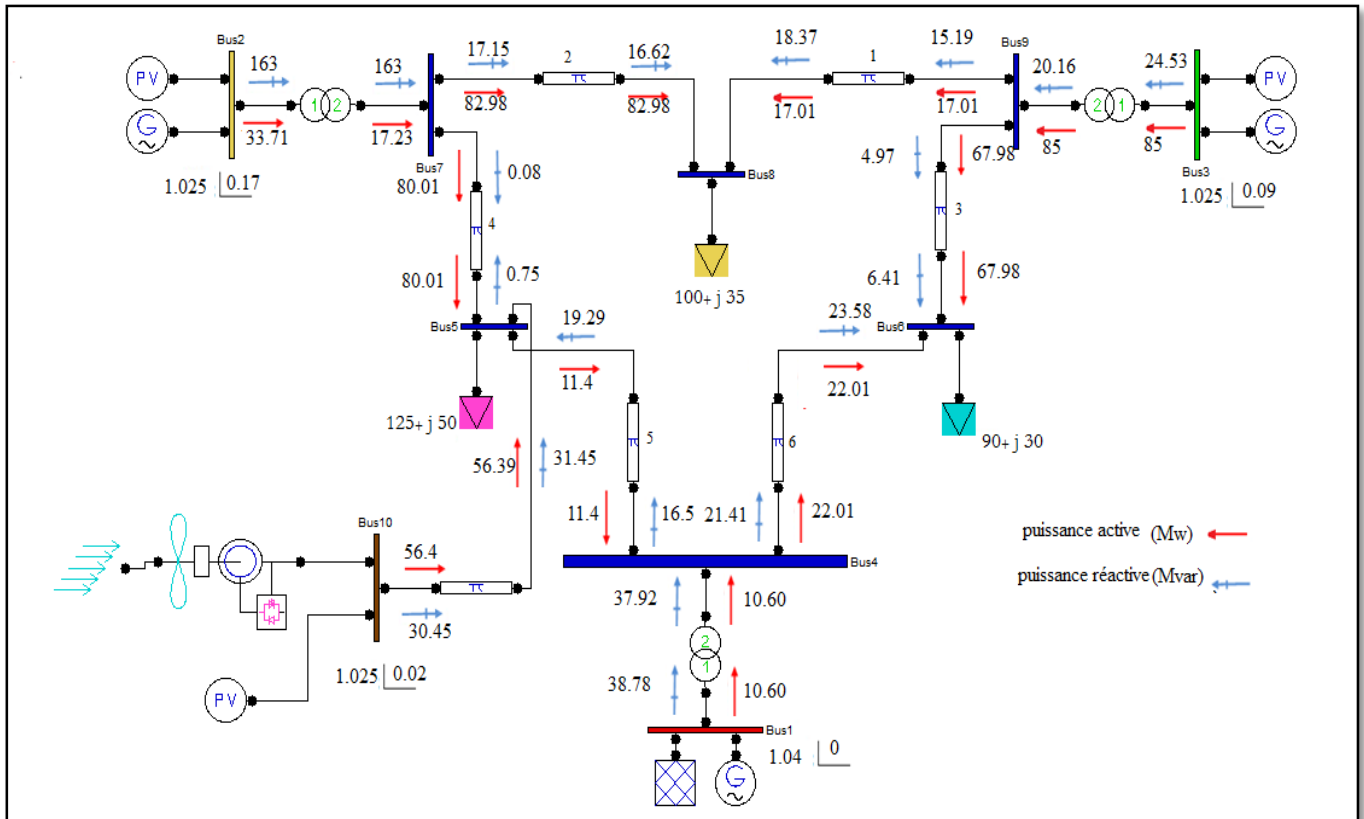 Bus2
163
163
17.15
2
16.62
18.37
1
15.19
Bus9
20.16
24.53
PV
1
2
2
1
PV
G
33.71
17.23
82.98
82.98
17.01
17.01
85
85
G
Bus7
Bus3
1.025
0.17
80.01
0.08
Bus8
4.97
67.98
1.025
0.09
4
3
80.01
0.75
100+ j 35
6.41
67.98
Bus5
19.29
23.58
Bus6
11.4
22.01
125+ j 50
90+ j 30
5
6
56.39
31.45
11.4
16.5
21.41
22.01
Bus10
56.4
puissance active (Mw)
Bus4
puissance réactive (Mvar)
37.92
10.60
30.45
2
1
1.025
0.02
38.78
10.60
PV
Bus1
1.04
0
G